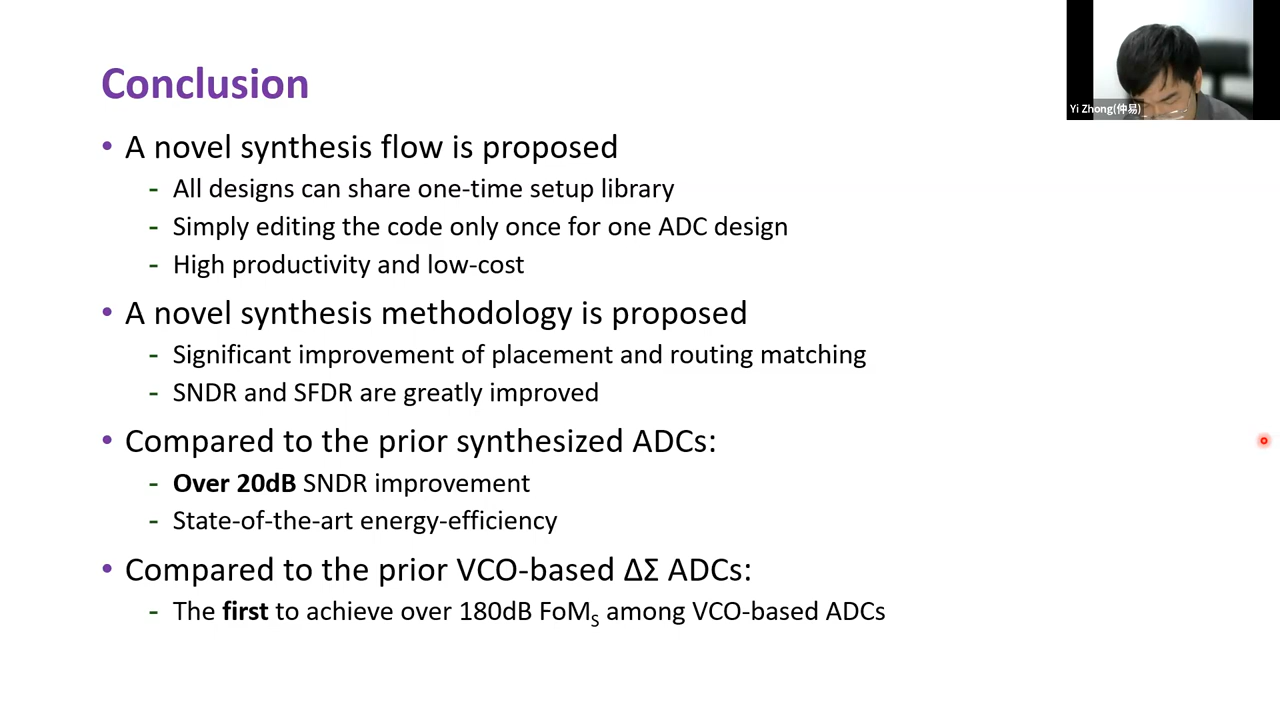 Conclusion
Yi Zhong(仲易)
• A novel synthesis flow is proposed
- All designs can share one-time setup library
- Simply editing the code only once for one ADC design
- High productivity and low-cost
• A novel synthesis methodology is proposed
- Significant improvement of placement and routing matching
- SNDR and SFDR are greatly improved
• Compared to the prior synthesized ADCs:
- Over 20dB SNDR improvement
- State-of-the-art energy-efficiency
• Compared to the prior VCO-based ΔΣ ADCs:
- The first to achieve over 180dB FoMS among VCO-based ADCs